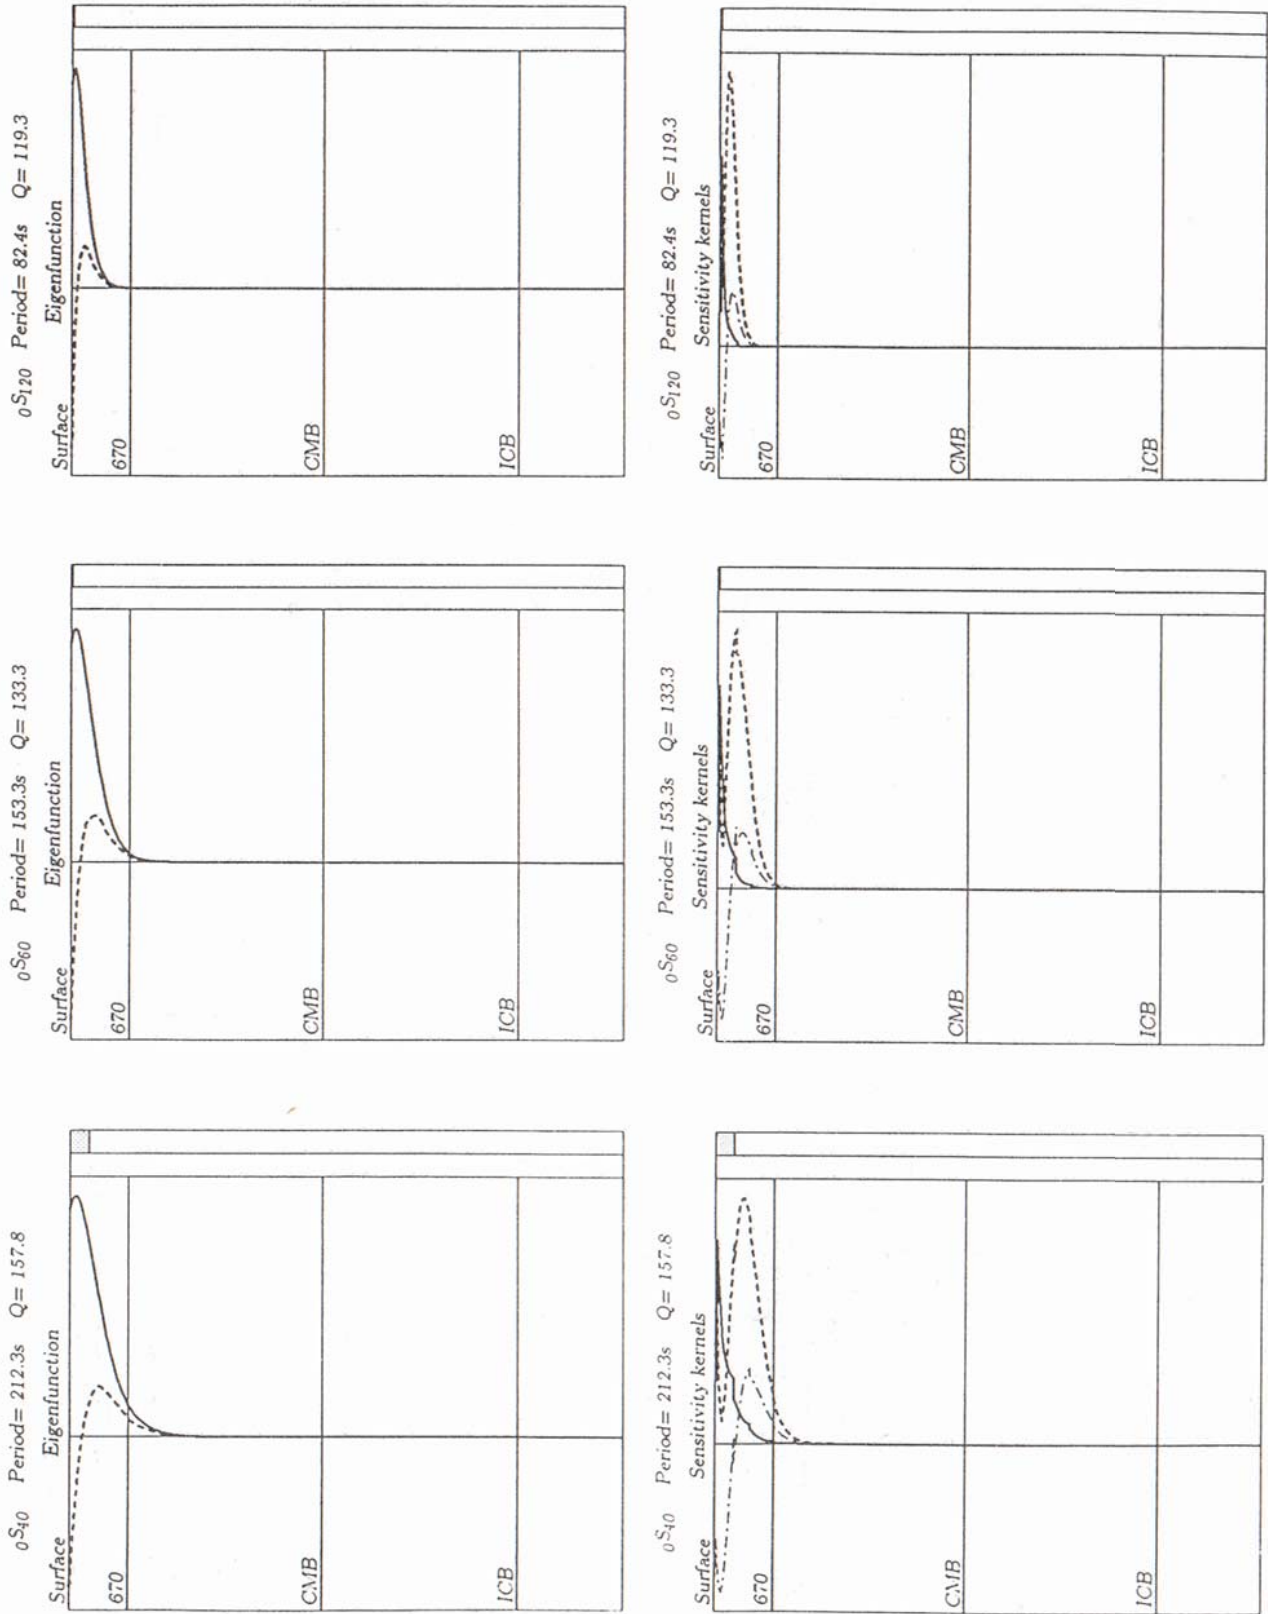 0S120 Period= 82.4s Q= 119.3
Surface Eigenfunction
670
CMB
ICB
0S120 Period= 82.4s Q= 119.3
Surface Sensitivity kernels
670
CMB
ICB
0S60 Period= 153.3s Q= 133.3
Surface Eigenfunction
670
CMB
ICB
0S60 Period= 153.3s Q= 133.3
Surface Sensitivity kernels
670
CMB
ICB
0S40 Period= 212.3s Q= 157.8
Surface Eigenfunction
670
CMB
ICB
0S40 Period= 212.3s Q= 157.8
Surface Sensitivity kernels
670
CMB
ICB